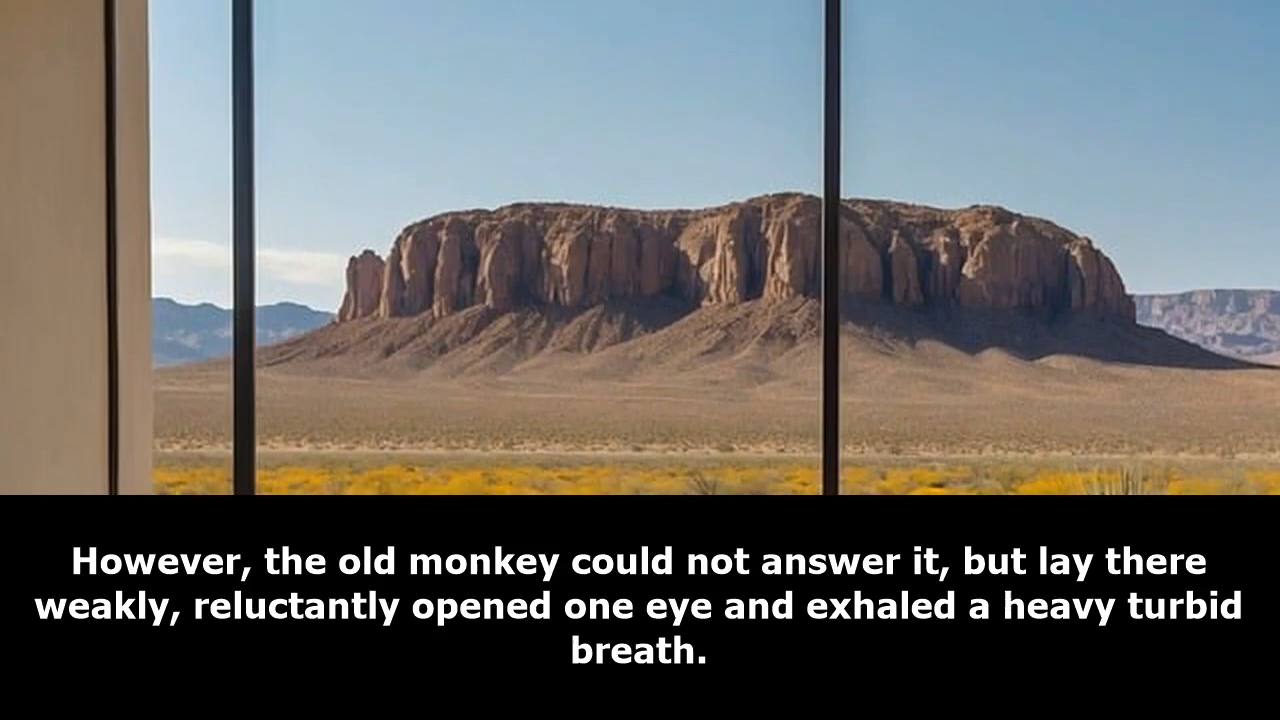 However, the old monkey could not answer it, but lay there
weakly, reluctantly opened one eye and exhaled a heavy turbid
breath.